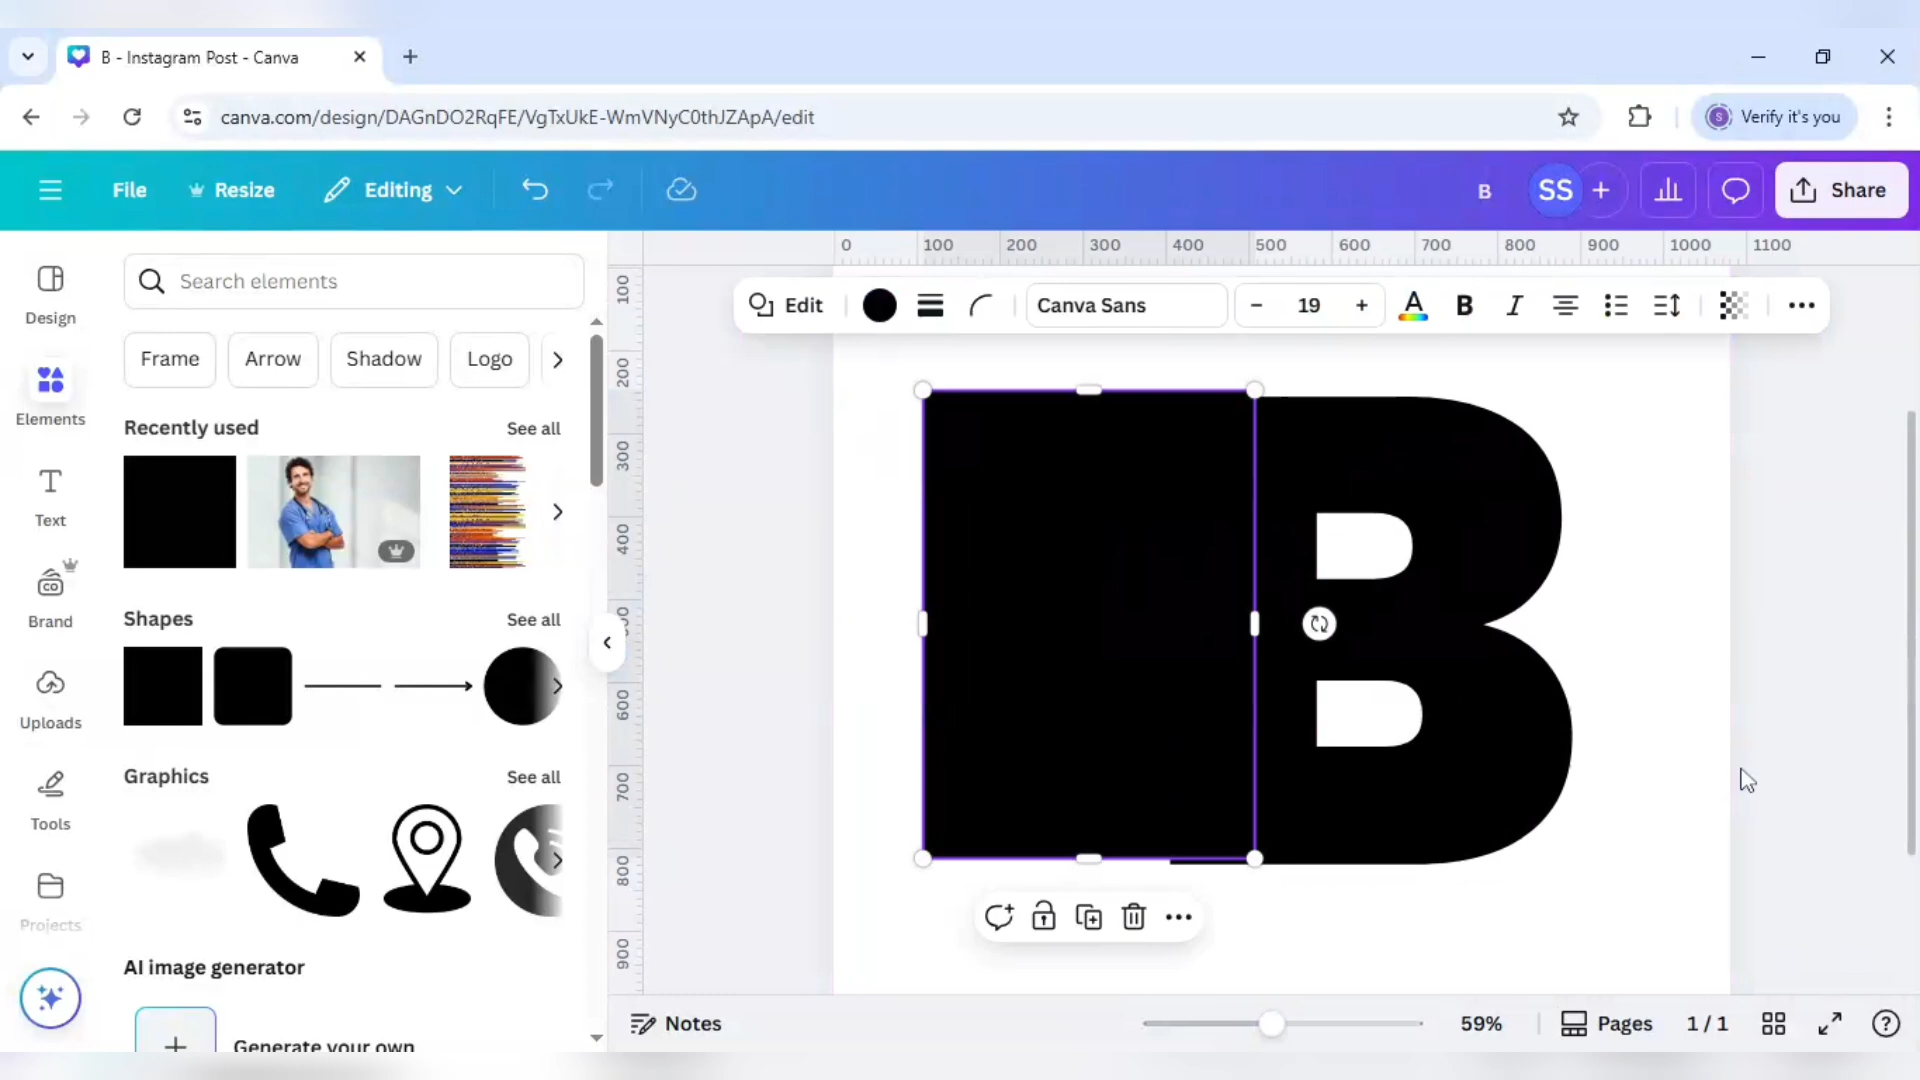 B - Instagram Post - Canva
canva.com/design/DAGnDO2RqFE/VgTxUkE-WmVNyC0thJZApA/edit
S Verify it's you
File Resize Editing B SS + Share
0 100 200 300 400 500 600 700 800 900 1000 1100
Search elements
Edit Canva Sans – 19 + A B I
Design
Frame Arrow Shadow Logo
Elements
Recently used See all
Text
Brand
CO
Shapes See all
Uploads
Graphics See all
Tools
Projects
AI image generator
Generate your own
100
200
300
400
600
700
800
900
B
Notes 59% Pages 1 / 1